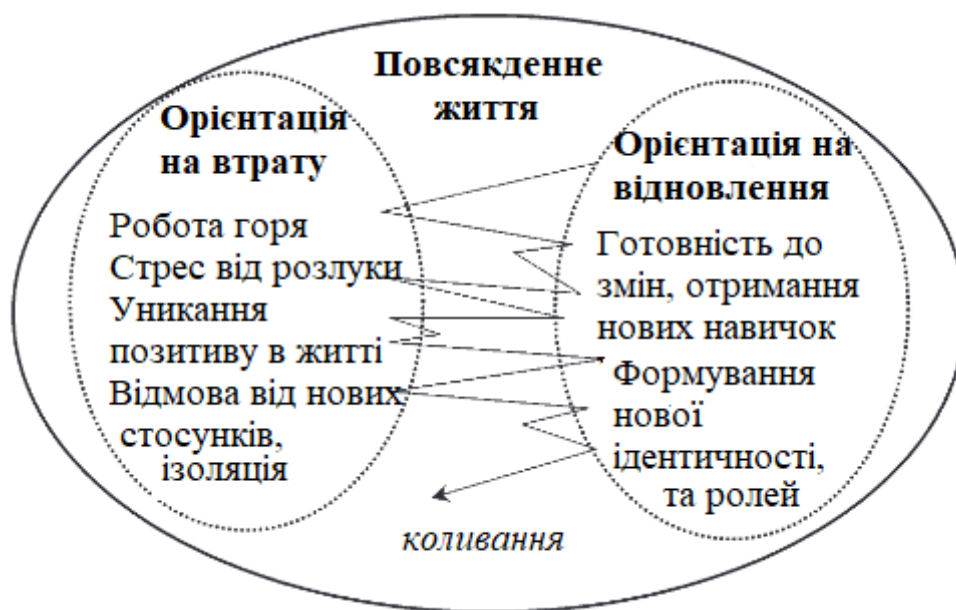 Повсякденне
життя
Орієнтація
на втрату
Робота горя
Стрес від розлуки
Уникання
позитиву в житті
Відмова від нових
стосунків,
ізоляція
Орієнтація на
відновлення
Готовність до
змін, отримання
нових навичок
Формування
нової
ідентичності,
та ролей
коливання